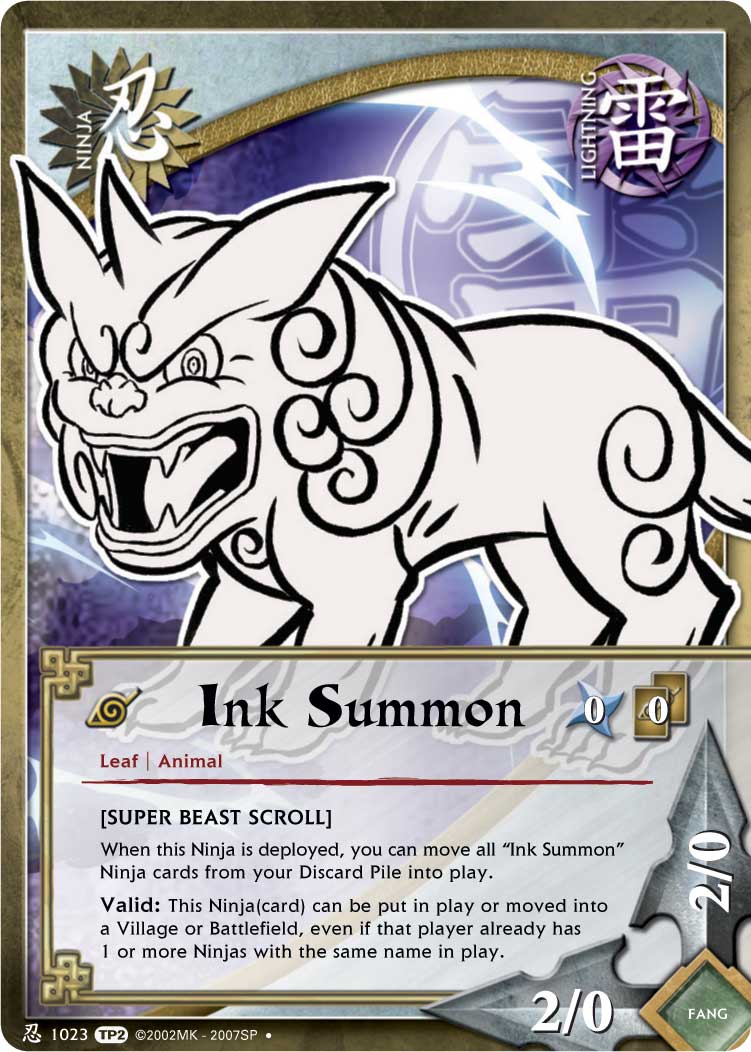 忍
NINJA
LIGHTNING
雷
Ink Summon
0
0
Leaf | Animal
[SUPER BEAST SCROLL]
When this Ninja is deployed, you can move all “Ink Summon”
Ninja cards from your Discard Pile into play.
Valid: This Ninja(card) can be put in play or moved into
a Village or Battlefield, even if that player already has
1 or more Ninjas with the same name in play.
2/0
2/0
FANG
忍 1023 TP2 ©2002MK - 2007SP •